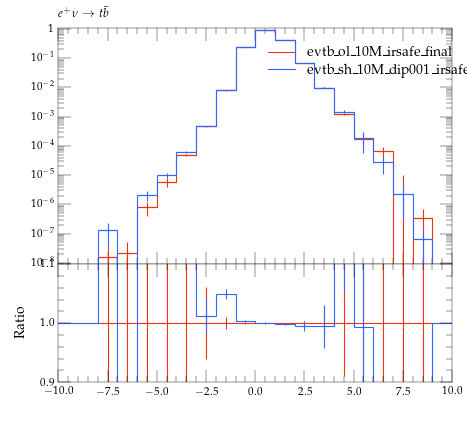 e⁺ν → tb̄
1
10⁻¹
10⁻²
10⁻³
10⁻⁴
10⁻⁵
10⁻⁶
10⁻⁷
10⁻⁸
evtb_ol_10M_irsafe_final
evtb_sh_10M_dip001_irsafe
1.1
1.0
0.9
Ratio
−10.0 −7.5 −5.0 −2.5 0.0 2.5 5.0 7.5 10.0